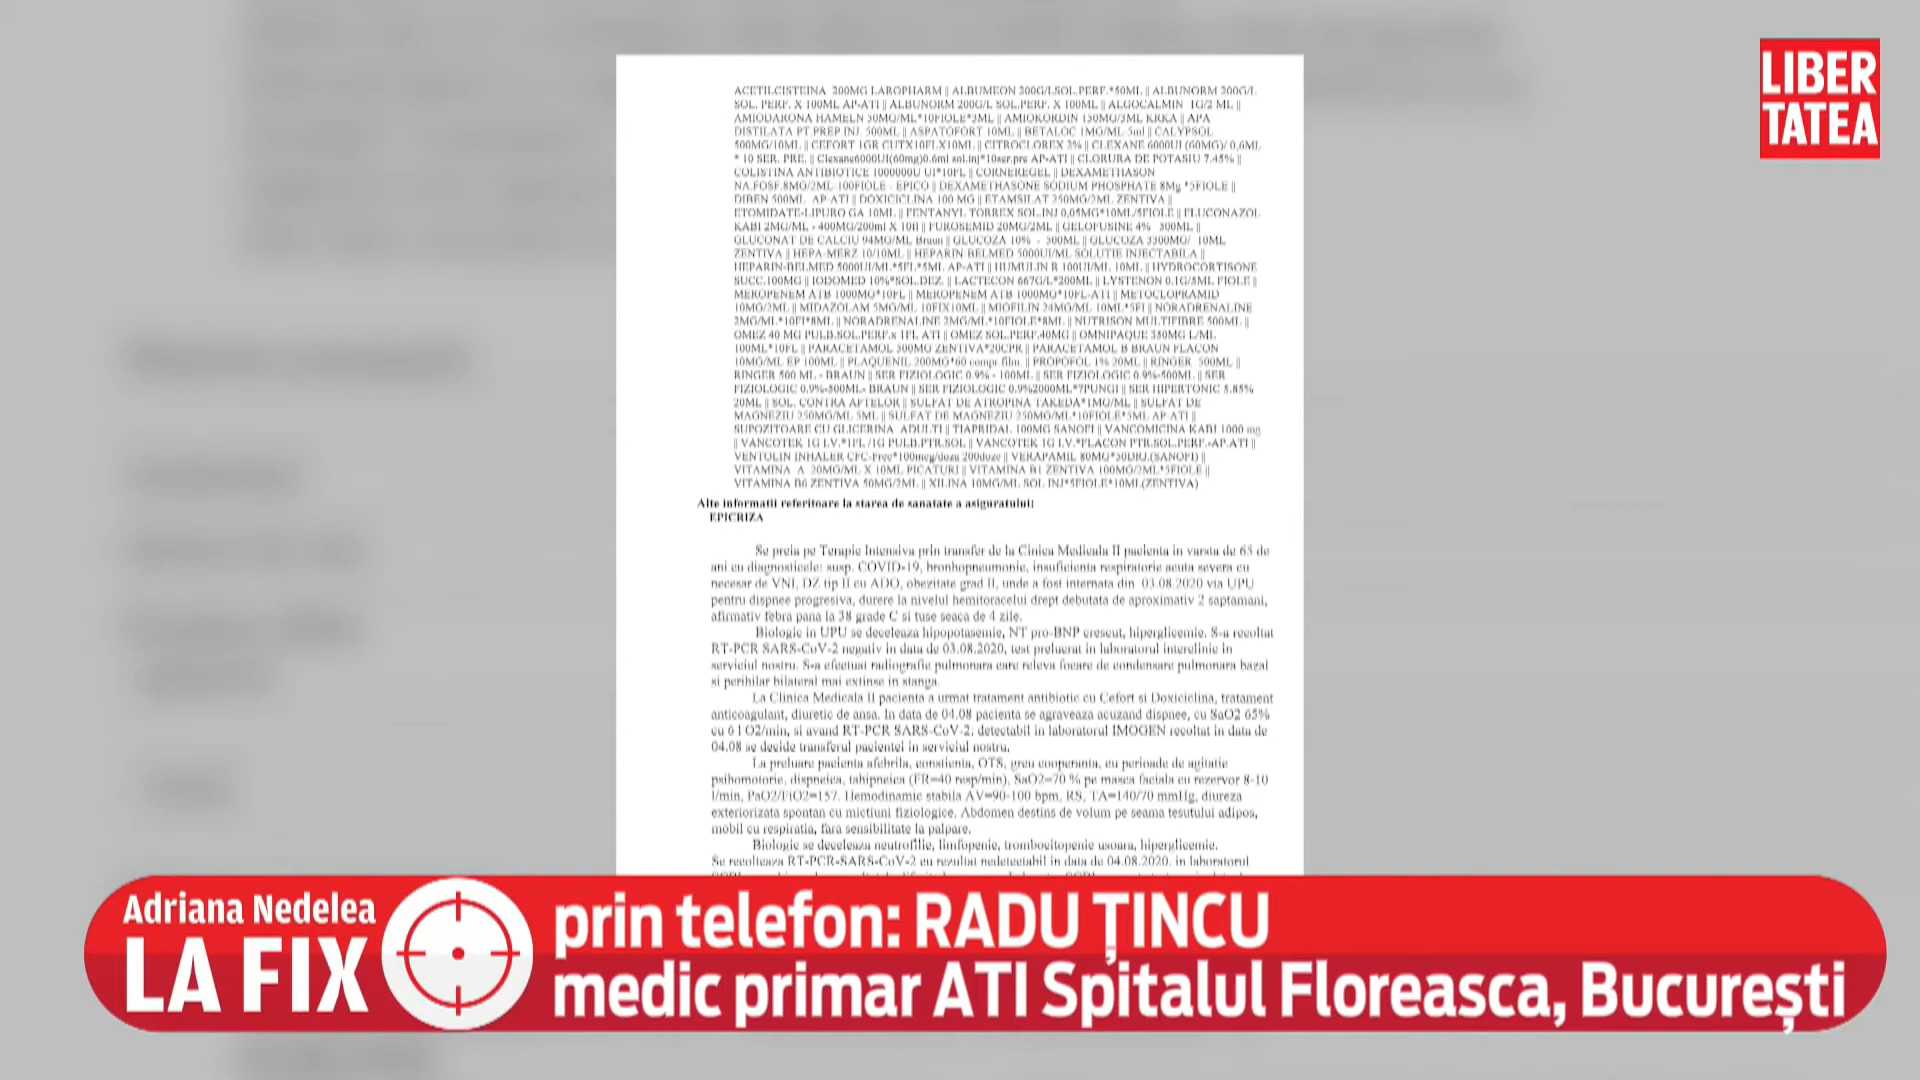 LIBER
TATEA
ACETILCISTEINA 200MG LAROPHARM || ALBUMEON 200G/l.SOL.PERF.*50ML || ALBUNORM 200G/L
SOL. PERF. X 100ML AP-ATI || ALBUNORM 200G/L SOL.PERF. X 100ML || ALGOCALMIN 1G/2 ML ||
AMIODARONA HAMELN 50MG/ML*10FIOLE*3ML || AMIOKORDIN 150MG/3ML KRKA || APA
DISTILATA PT PREP.INJ. 500ML || ASPATOFORT 10ML || BETALOC 1MG/ML 5ml || CALYPSOL
500MG/10ML || CEFORT 1GR CUTX10FLX10ML || CITROCLOREX 2% || CLEXANE 6000UI (60MG)/ 0,6ML
* 10 SER. PRE. || Clexane6000UI(60mg)0.6ml sol.inj*10ser.pre AP-ATI || CLORURA DE POTASIU 7.45% ||
COLISTINA ANTIBIOTICE 1000000U UI*10FL || CORNEREGEL || DEXAMETHASON
NA.FOSF.8MG/2ML-100FIOLE - EPICO || DEXAMETHASONE SODIUM PHOSPHATE 8Mg *5FIOLE ||
DIBEN 500ML AP-ATI || DOXICICLINA 100 MG || ETAMSILAT 250MG/2ML ZENTIVA ||
ETOMIDATE-LIPURO GA 10ML || FENTANYL TORREX SOL.INJ 0,05MG*10ML/5FIOLE || FLUCONAZOL
KABI 2MG/ML - 400MG/200ml X 10fl || FUROSEMID 20MG/2ML || GELOFUSINE 4% 500ML ||
GLUCONAT DE CALCIU 94MG/ML Braun || GLUCOZA 10% - 500ML || GLUCOZA 3300MG/ 10ML
ZENTIVA || HEPA-MERZ 10/10ML || HEPARIN BELMED 5000UI/ML SOLUTIE INJECTABILA ||
HEPARIN-BELMED 5000UI/ML*5FL*5ML AP-ATI || HUMULIN R 100UI/ML 10ML || HYDROCORTISONE
SUCC.100MG || IODOMED 10%*SOL.DEZ. || LACTECON 667G/L*200ML || LYSTENON 0.1G/5ML FIOLE ||
MEROPENEM ATB 1000MG*10FL || MEROPENEM ATB 1000MG*10FL-ATI || METOCLOPRAMID
10MG/2ML || MIDAZOLAM 5MG/ML 10FIX10ML || MIOFILIN 24MG/ML 10ML*5FI || NORADRENALINE
2MG/ML*10FI*8ML || NORADRENALINE 2MG/ML*10FIOLE*8ML || NUTRISON MULTIFIBRE 500ML ||
OMEZ 40 MG PULB.SOL.PERF.x 1FL ATI || OMEZ SOL.PERF.40MG || OMNIPAQUE 350MG I./ML
100ML*10FL || PARACETAMOL 500MG ZENTIVA*20CPR || PARACETAMOL B BRAUN FLACON
10MG/ML EP 100ML || PLAQUENIL 200MG*60 compr.film || PROPOFOL 1% 20ML || RINGER 500ML ||
RINGER 500 ML - BRAUN || SER FIZIOLOGIC 0.9% - 100ML || SER FIZIOLOGIC 0.9%-500ML || SER
FIZIOLOGIC 0.9%-500ML- BRAUN || SER FIZIOLOGIC 0.9%2000ML*7PUNGI || SER HIPERTONIC 5.85%
20ML || SOL. CONTRA AFTELOR || SULFAT DE ATROPINA TAKEDA*1MG/ML || SULFAT DE
MAGNEZIU 250MG/ML 5ML || SULFAT DE MAGNEZIU 250MG/ML*10FIOLE*5ML AP-ATI ||
SUPOZITOARE CU GLICERINA ADULTI || TIAPRIDAL 100MG SANOFI || VANCOMICINA KABI 1000 mg
|| VANCOTEK 1G I.V.*1FL /1G PULB.PTR.SOL || VANCOTEK 1G I.V.*FLACON PTR.SOL.PERF.-AP.ATI ||
VENTOLIN INHALER CFC-Free*100mcg/doza 200doze || VERAPAMIL 80MG*50DRJ.(SANOFI) ||
VITAMINA A 30MG/ML X 10ML PICATURI || VITAMINA B1 ZENTIVA 100MG/2ML*5FIOLE ||
VITAMINA B6 ZENTIVA 50MG/2ML || XILINA 10MG/ML SOL INJ*5FIOLE*10ML(ZENTIVA)
Alte informatii referitoare la starea de sanatate a asiguratului:
EPICRIZA
Se preia pe Terapie Intensiva prin transfer de la Cinica Medicala II pacienta in varsta de 65 de
ani cu diagnosticele: susp. COVID-19, bronhopneumonie, insuficienta respiratorie acuta severa cu
necesar de VNI, DZ tip II cu ADO, obezitate grad II, unde a fost internata din 03.08.2020 via UPU
pentru dispnee progresiva, durere la nivelul hemitoracelui drept debutata de aproximativ 2 saptamani,
afirmativ febra pana la 38 grade C si tuse seaca de 4 zile.
Biologic in UPU se deceleaza hipopotasemie, NT pro-BNP crescut, hiperglicemie. S-a recoltat
RT-PCR SARS-CoV-2 negativ in data de 03.08.2020, test prelucrat in laboratorul interclinic in
serviciul nostru. S-a efectuat radiografie pulmonara care releva focare de condensare pulmonara bazal
si perihilar bilateral mai extinse in stanga.
La Clinica Medicala II pacienta a urmat tratament antibiotic cu Cefort si Doxiciclina, tratament
anticoagulant, diuretic de ansa. In data de 04.08 pacienta se agraveaza acuzand dispnee, cu SaO2 65%
cu 6 l O2/min, si avand RT-PCR SARS-CoV-2. detectabil in laboratorul IMOGEN recoltat in data de
04.08 se decide transferul pacientei in serviciul nostru.
La preluare pacienta afebrila, constienta, OTS, greu cooperanta, cu perioade de agitatie
psihomotorie, dispneica, tahipneica (FR=40 resp/min), SaO2=70 % pe masca faciala cu rezervor 8-10
l/min, PaO2/FiO2=157. Hemodinamic stabila AV=90-100 bpm, RS, TA=140/70 mmHg, diureza
exteriorizata spontan cu mictiuni fiziologice. Abdomen destins de volum pe seama tesutului adipos,
mobil cu respiratia, fara sensibilitate la palpare.
Biologic se deceleaza neutrofilie, limfopenie, trombocitopenie usoara, hiperglicemie.
Se recolteaza RT-PCR-SARS-CoV-2 cu rezultat nedetectabil in data de 04.08.2020. in laboratorul
Adriana Nedelea
LA FIX
prin telefon: RADU ȚINCU
medic primar ATI Spitalul Floreasca, București